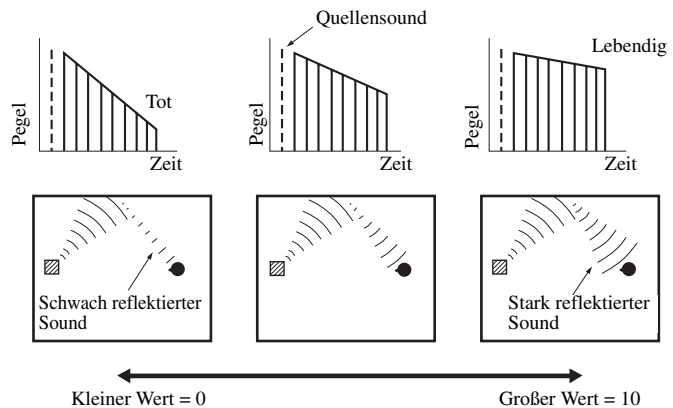 Quellensound
Pegel
Tot
Zeit
Pegel
Zeit
Pegel
Lebendig
Zeit
Schwach reflektierter
Sound
Stark reflektierter
Sound
Kleiner Wert = 0
Großer Wert = 10